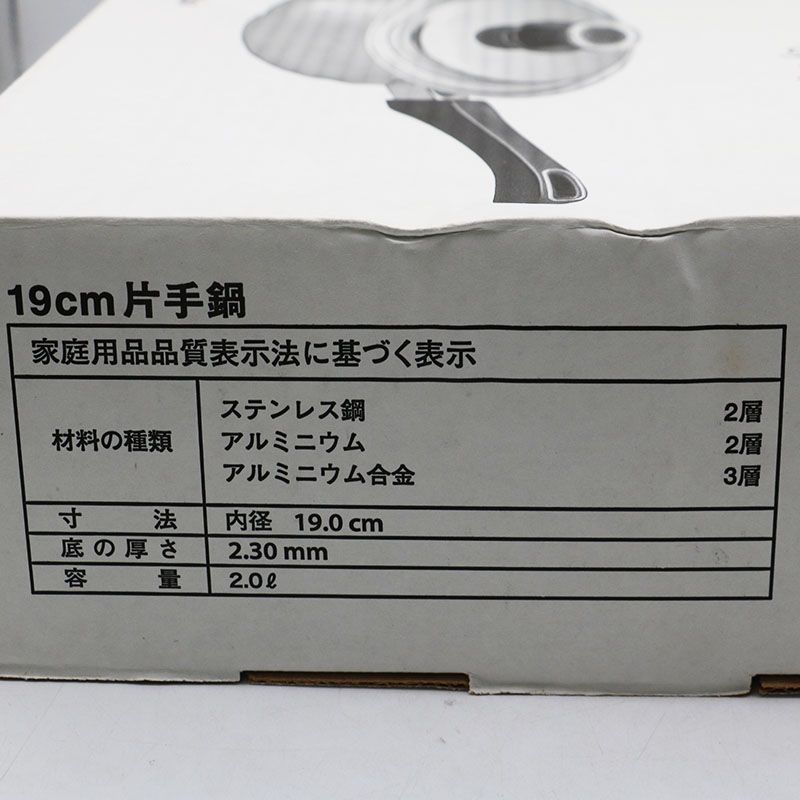 19cm片手鍋
家庭用品品質表示法に基づく表示
材料の種類
ステンレス鋼 2層
アルミニウム 2層
アルミニウム合金 3層
寸法 内径 19.0 cm
底の厚さ 2.30 mm
容量 2.0ℓ